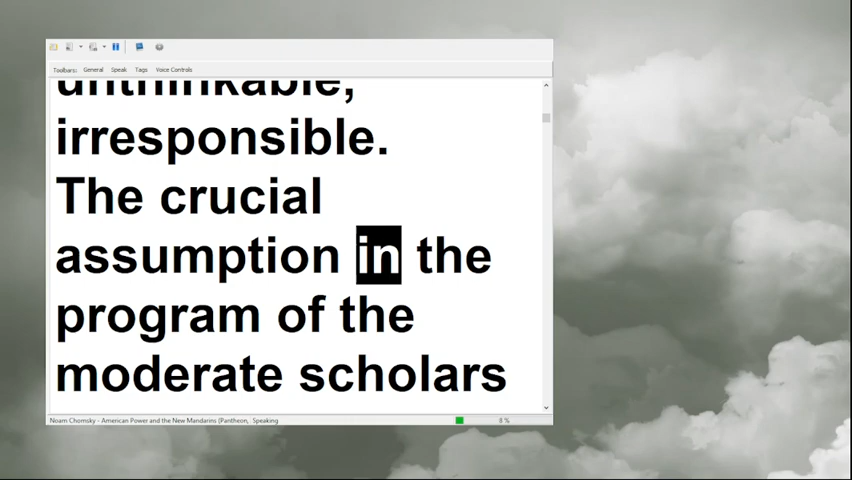 Toolbars: General Speak Tags Voice Controls
unthinkable,
irresponsible.
The crucial
assumption in the
program of the
moderate scholars
Noam Chomsky - American Power and the New Mandarins (Pantheon, Speaking 8 %